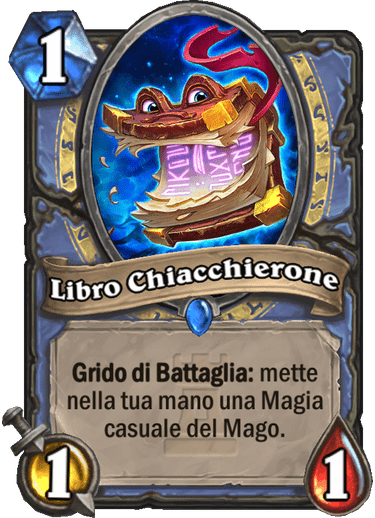 1
Libro Chiacchierone
Grido di Battaglia: mette
nella tua mano una Magia
casuale del Mago.
1
1